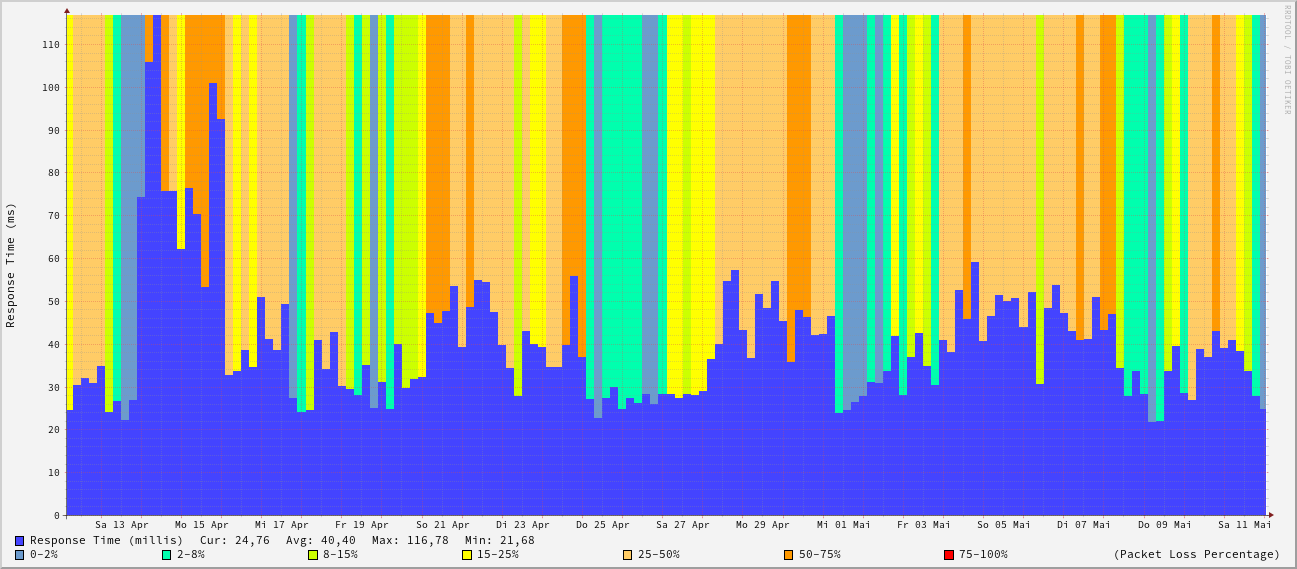 RRDTOOL / TOBI OETIKER
Response Time (ms)
110
100
90
80
70
60
50
40
30
20
10
0
Sa 13 Apr Mo 15 Apr Mi 17 Apr Fr 19 Apr So 21 Apr Di 23 Apr Do 25 Apr Sa 27 Apr Mo 29 Apr Mi 01 Mai Fr 03 Mai So 05 Mai Di 07 Mai Do 09 Mai Sa 11 Mai
Response Time (millis) Cur: 24,76 Avg: 40,40 Max: 116,78 Min: 21,68
0-2% 2-8% 8-15% 15-25% 25-50% 50-75% 75-100% (Packet Loss Percentage)